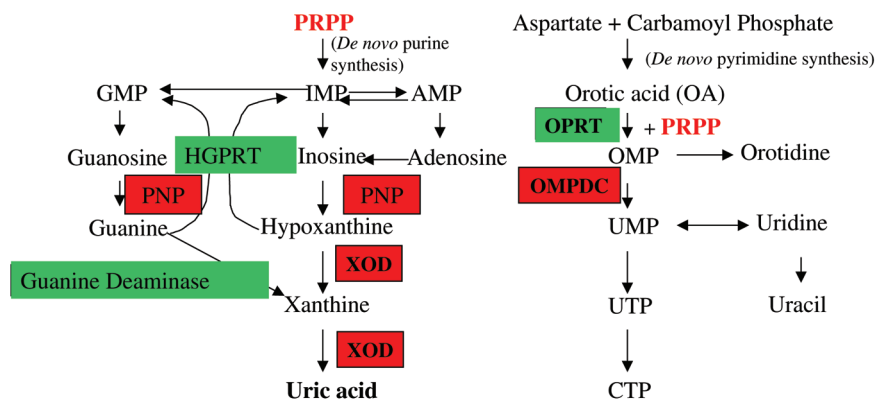 PRPP
(De novo purine
synthesis)
GMP IMP AMP
Guanosine HGPRT Inosine Adenosine
PNP PNP
Guanine Hypoxanthine
XOD
Guanine Deaminase
Xanthine
XOD
Uric acid
Aspartate + Carbamoyl Phosphate
(De novo pyrimidine synthesis)
Orotic acid (OA)
OPRT + PRPP
OMP Orotidine
OMPDC
UMP Uridine
UTP Uracil
CTP